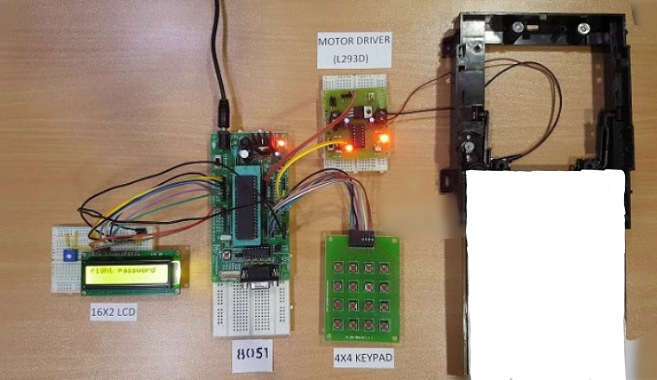 MOTOR DRIVER
(L293D)
right Password
16X2 LCD
8051
4X4 KEYPAD